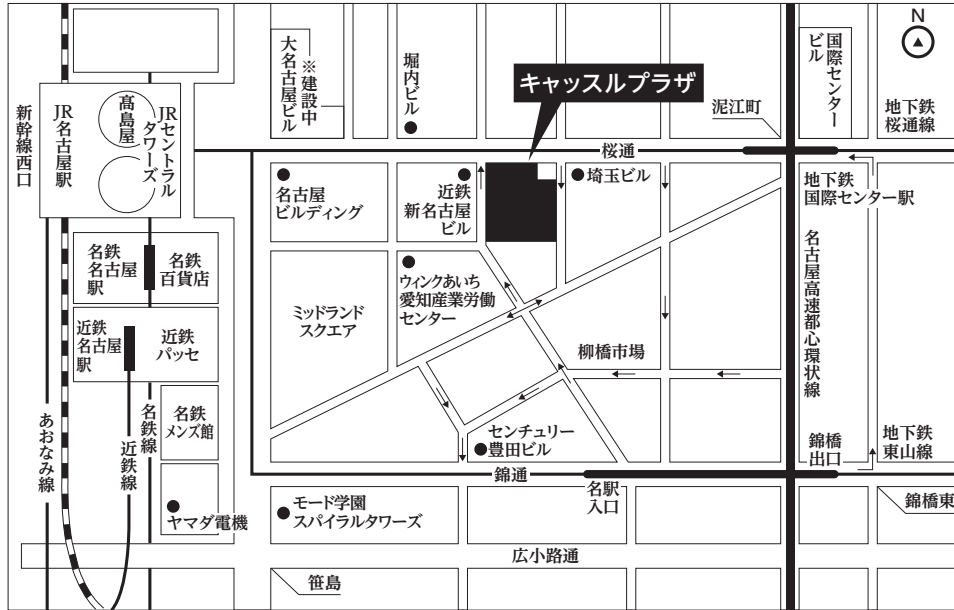 N
大名古屋ビル
※建設中
堀内ビル
キャッスルプラザ
泥江町
国際センター
ビル
地下鉄
桜通線
新幹線西口
JR名古屋駅
髙島屋
JRセントラル
タワーズ
桜通
名古屋
ビルディング
近鉄
新名古屋
ビル
埼玉ビル
地下鉄
国際センター駅
名鉄
名古屋
駅
名鉄
百貨店
ミッドランド
スクエア
ウィンクあいち
愛知産業労働
センター
名古屋高速都心環状線
近鉄
名古屋
駅
近鉄
パッセ
柳橋市場
あおなみ線
近鉄線
名鉄線
名鉄
メンズ館
センチュリー
豊田ビル
錦橋
出口
地下鉄
東山線
錦通
名駅
入口
錦橋東
ヤマダ電機
モード学園
スパイラルタワーズ
広小路通
笹島